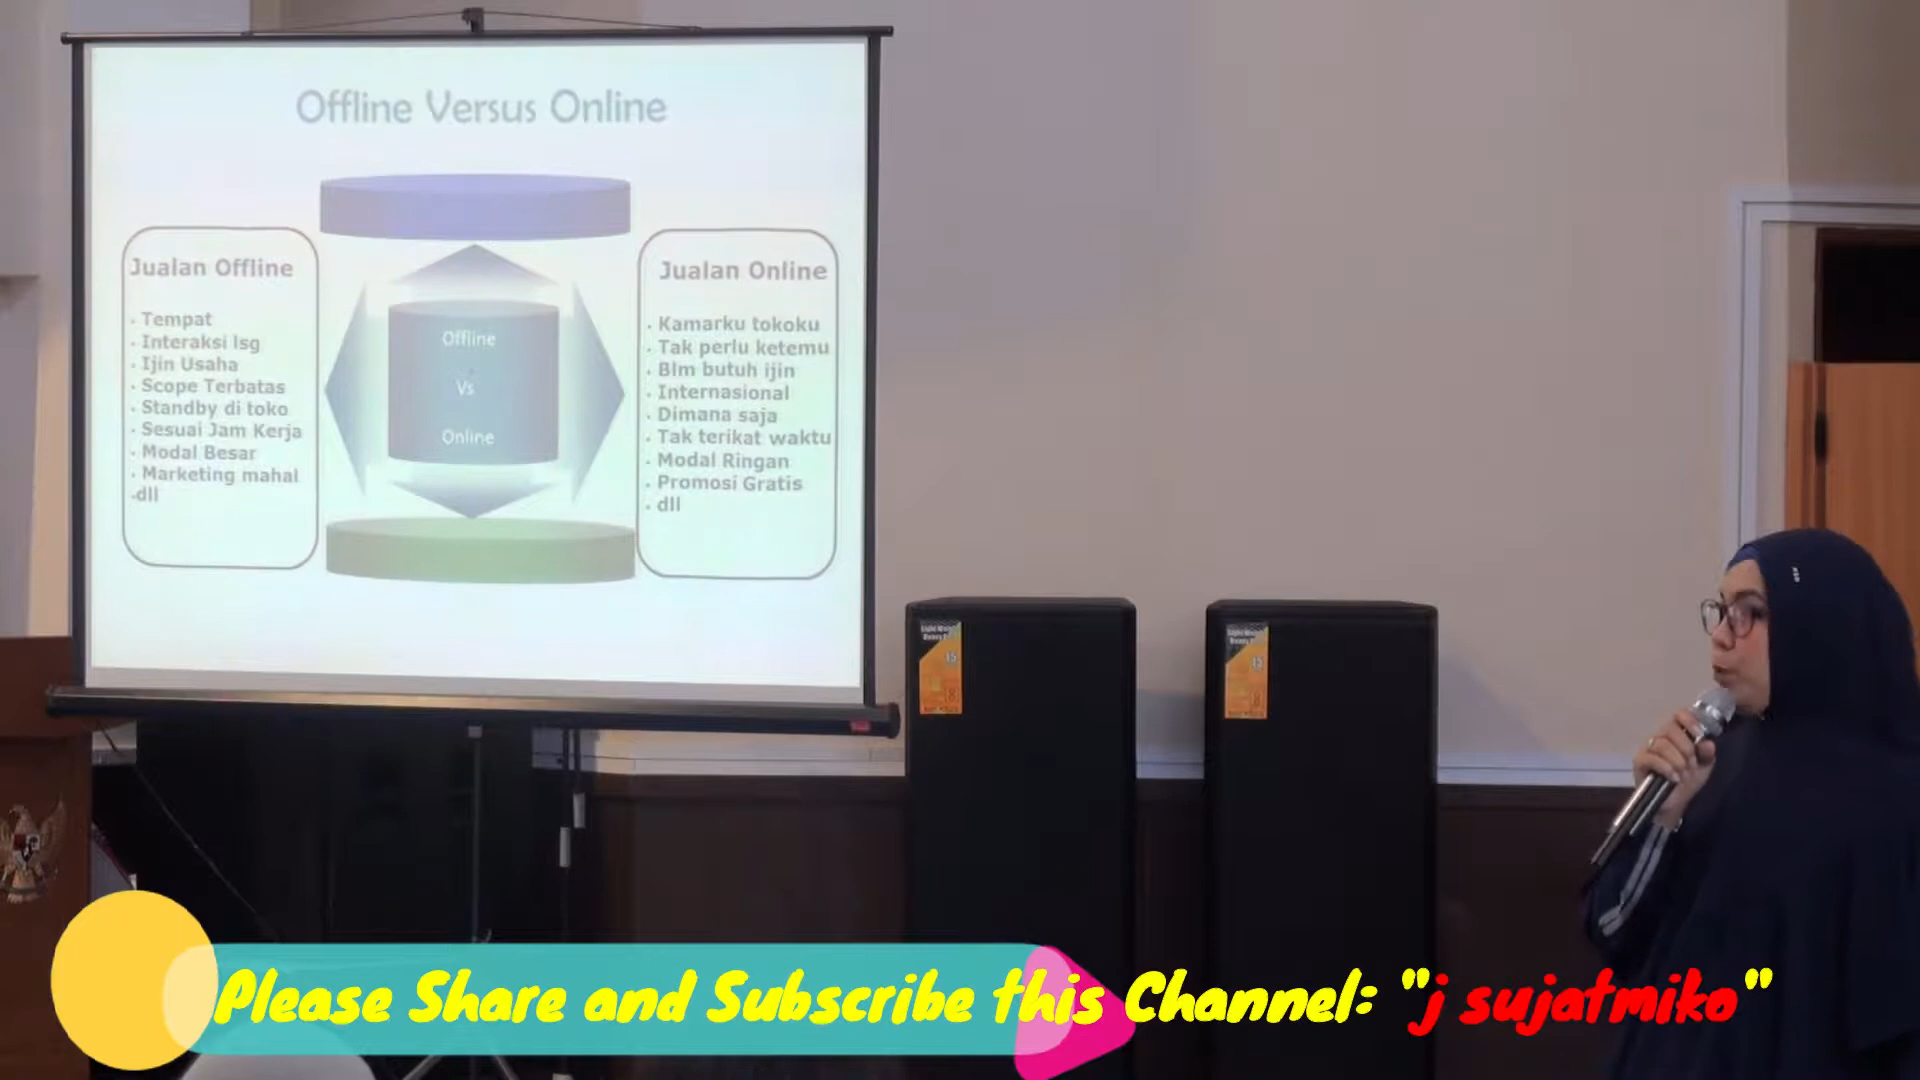 Offline Versus Online
Jualan Offline
· Tempat
· Interaksi lsg
· Ijin Usaha
· Scope Terbatas
· Standby di toko
· Sesuai Jam Kerja
· Modal Besar
· Marketing mahal
·dll
Offline
Vs
Online
Jualan Online
· Kamarku tokoku
· Tak perlu ketemu
· Blm butuh ijin
· Internasional
· Dimana saja
· Tak terikat waktu
· Modal Ringan
· Promosi Gratis
· dll
15
15
Please Share and Subscribe this Channel: "j sujatmiko"